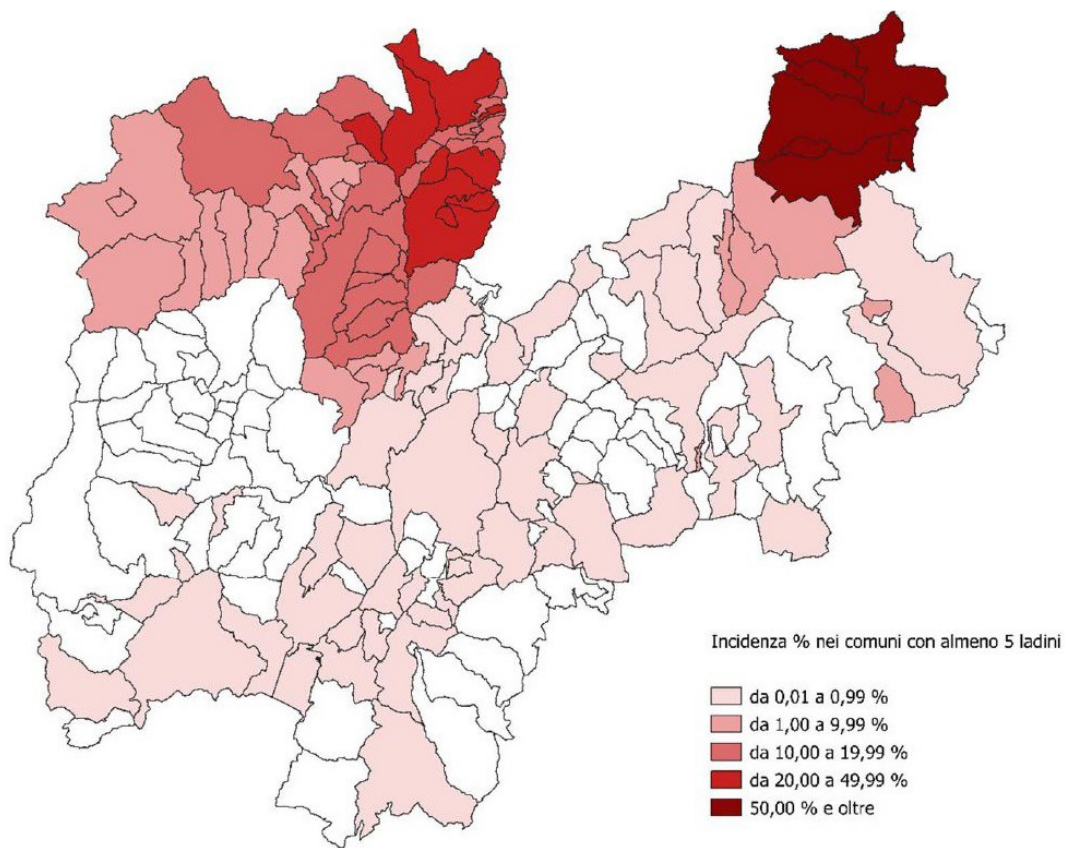 Incidenza % nei comuni con almeno 5 ladini
da 0,01 a 0,99 %
da 1,00 a 9,99 %
da 10,00 a 19,99 %
da 20,00 a 49,99 %
50,00 % e oltre